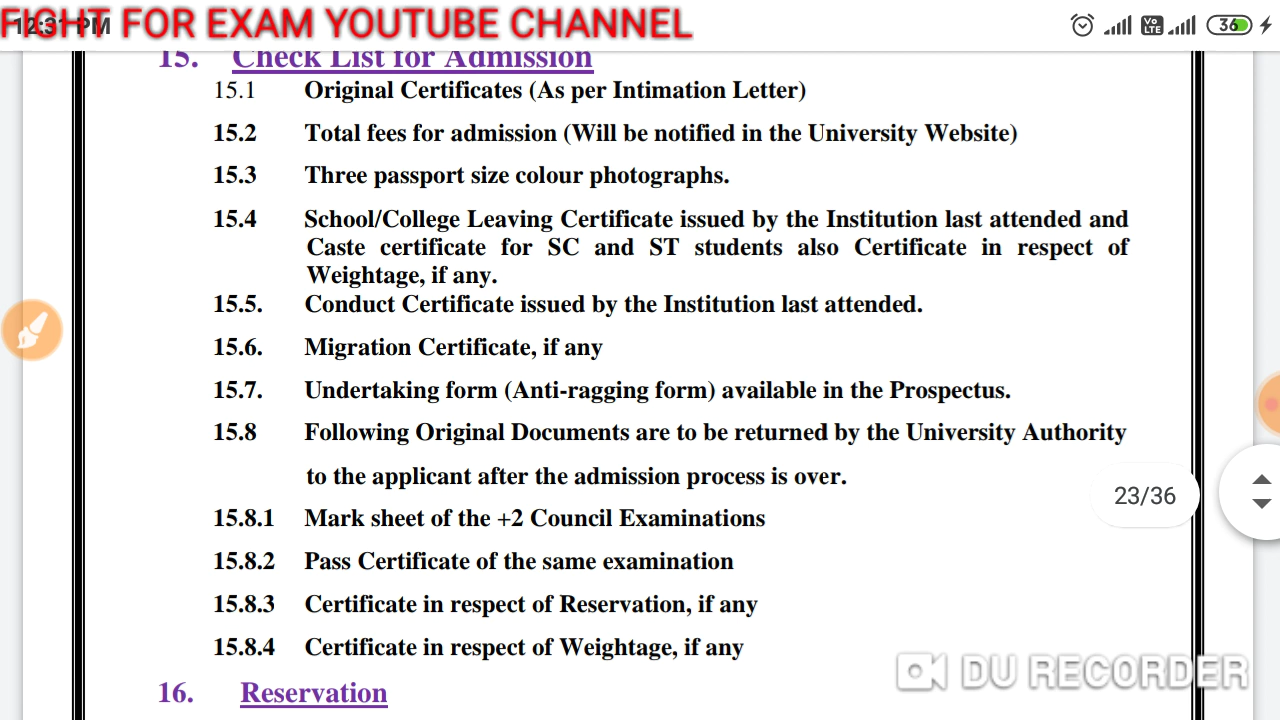 FIGHT FOR EXAM YOUTUBE CHANNEL
12:31 PM
Vo LTE
36
15. Check List for Admission
15.1 Original Certificates (As per Intimation Letter)
15.2 Total fees for admission (Will be notified in the University Website)
15.3 Three passport size colour photographs.
15.4 School/College Leaving Certificate issued by the Institution last attended and
Caste certificate for SC and ST students also Certificate in respect of
Weightage, if any.
15.5. Conduct Certificate issued by the Institution last attended.
15.6. Migration Certificate, if any
15.7. Undertaking form (Anti-ragging form) available in the Prospectus.
15.8 Following Original Documents are to be returned by the University Authority
to the applicant after the admission process is over.
23/36
15.8.1 Mark sheet of the +2 Council Examinations
15.8.2 Pass Certificate of the same examination
15.8.3 Certificate in respect of Reservation, if any
15.8.4 Certificate in respect of Weightage, if any
DU RECORDER
16. Reservation